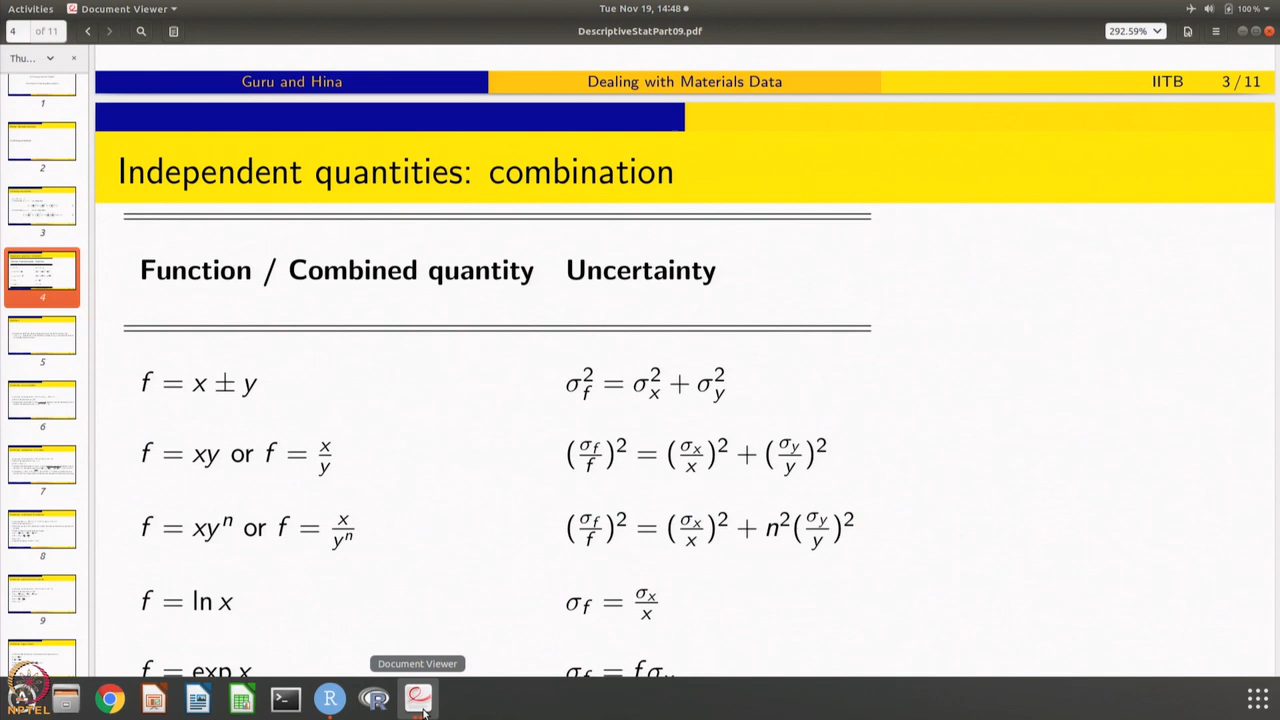 Activities Document Viewer Tue Nov 19, 14:48 100 %
4 of 11 DescriptiveStatPart09.pdf 292.59%
Thu...
Guru and Hina Dealing with Materials Data IITB 3 / 11
1
2
3
4
5
6
7
8
9
Independent quantities: combination
Function / Combined quantity Uncertainty
f = x ± y σ_f^2 = σ_x^2 + σ_y^2
f = xy or f = x/y (σ_f/f)^2 = (σ_x/x)^2 + (σ_y/y)^2
f = xy^n or f = x/y^n (σ_f/f)^2 = (σ_x/x)^2 + n^2(σ_y/y)^2
f = ln x σ_f = σ_x/x
f = exp x σ_f = fσ_x
Document Viewer
NPTEL